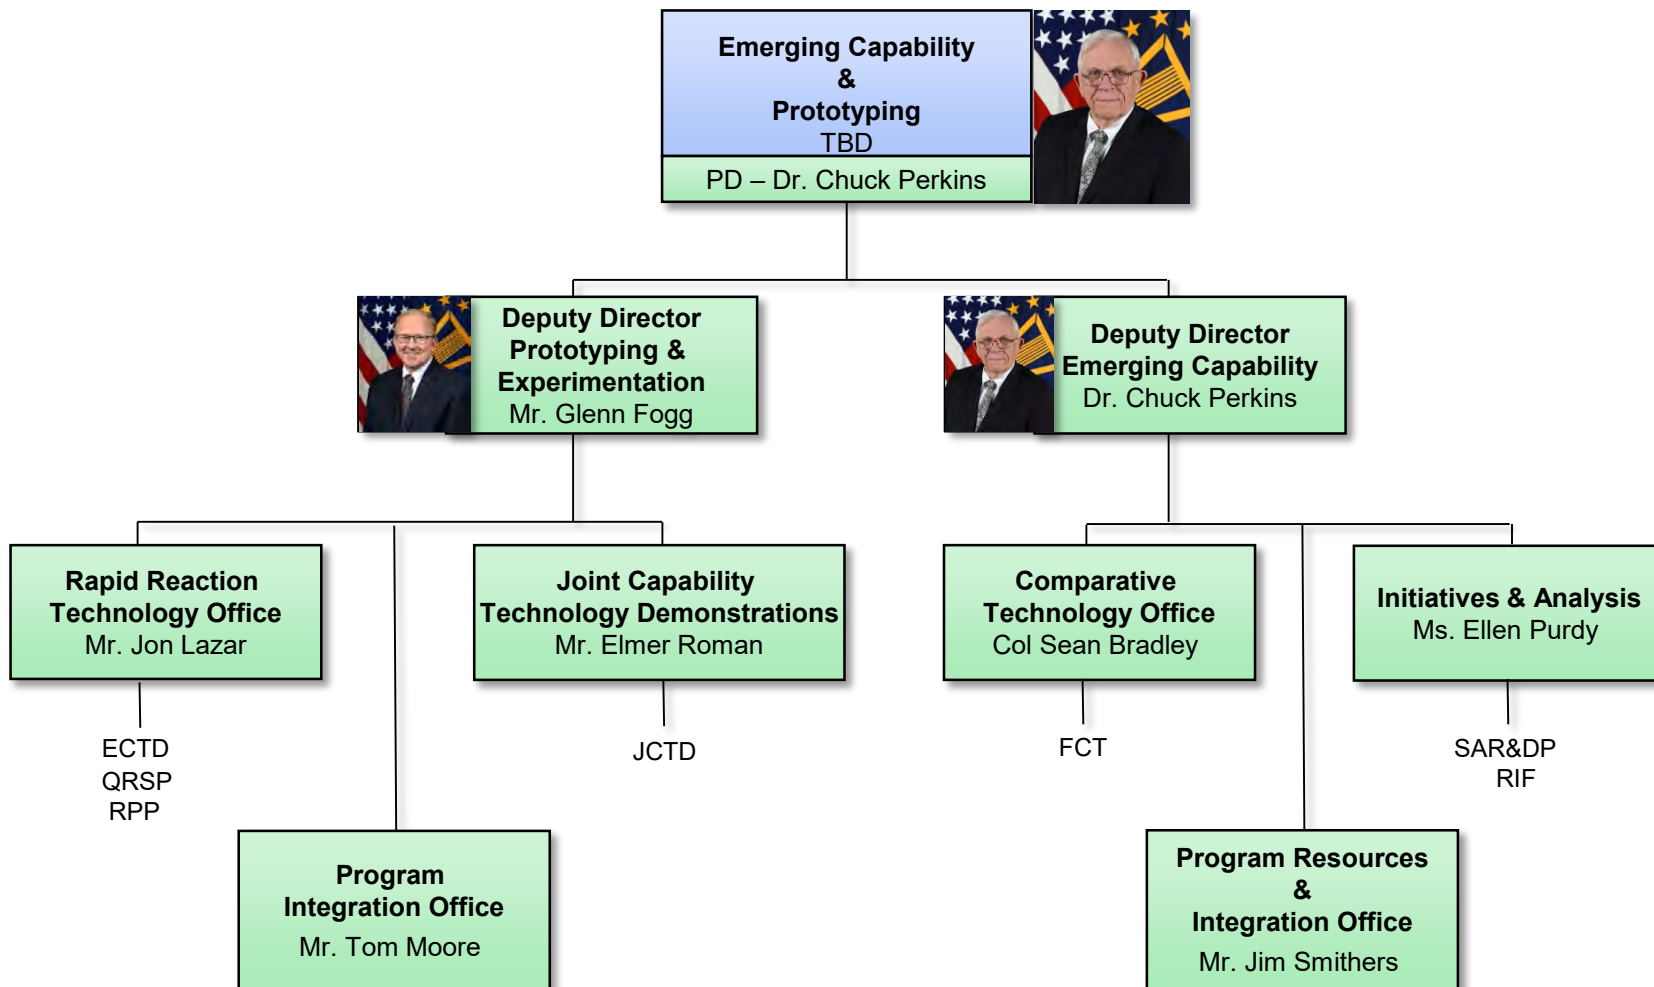 Emerging Capability
&
Prototyping
TBD
PD – Dr. Chuck Perkins
Deputy Director
Prototyping &
Experimentation
Mr. Glenn Fogg
Deputy Director
Emerging Capability
Dr. Chuck Perkins
Rapid Reaction
Technology Office
Mr. Jon Lazar
Joint Capability
Technology Demonstrations
Mr. Elmer Roman
Comparative
Technology Office
Col Sean Bradley
Initiatives & Analysis
Ms. Ellen Purdy
ECTD
QRSP
RPP
JCTD
FCT
SAR&DP
RIF
Program
Integration Office
Mr. Tom Moore
Program Resources
&
Integration Office
Mr. Jim Smithers